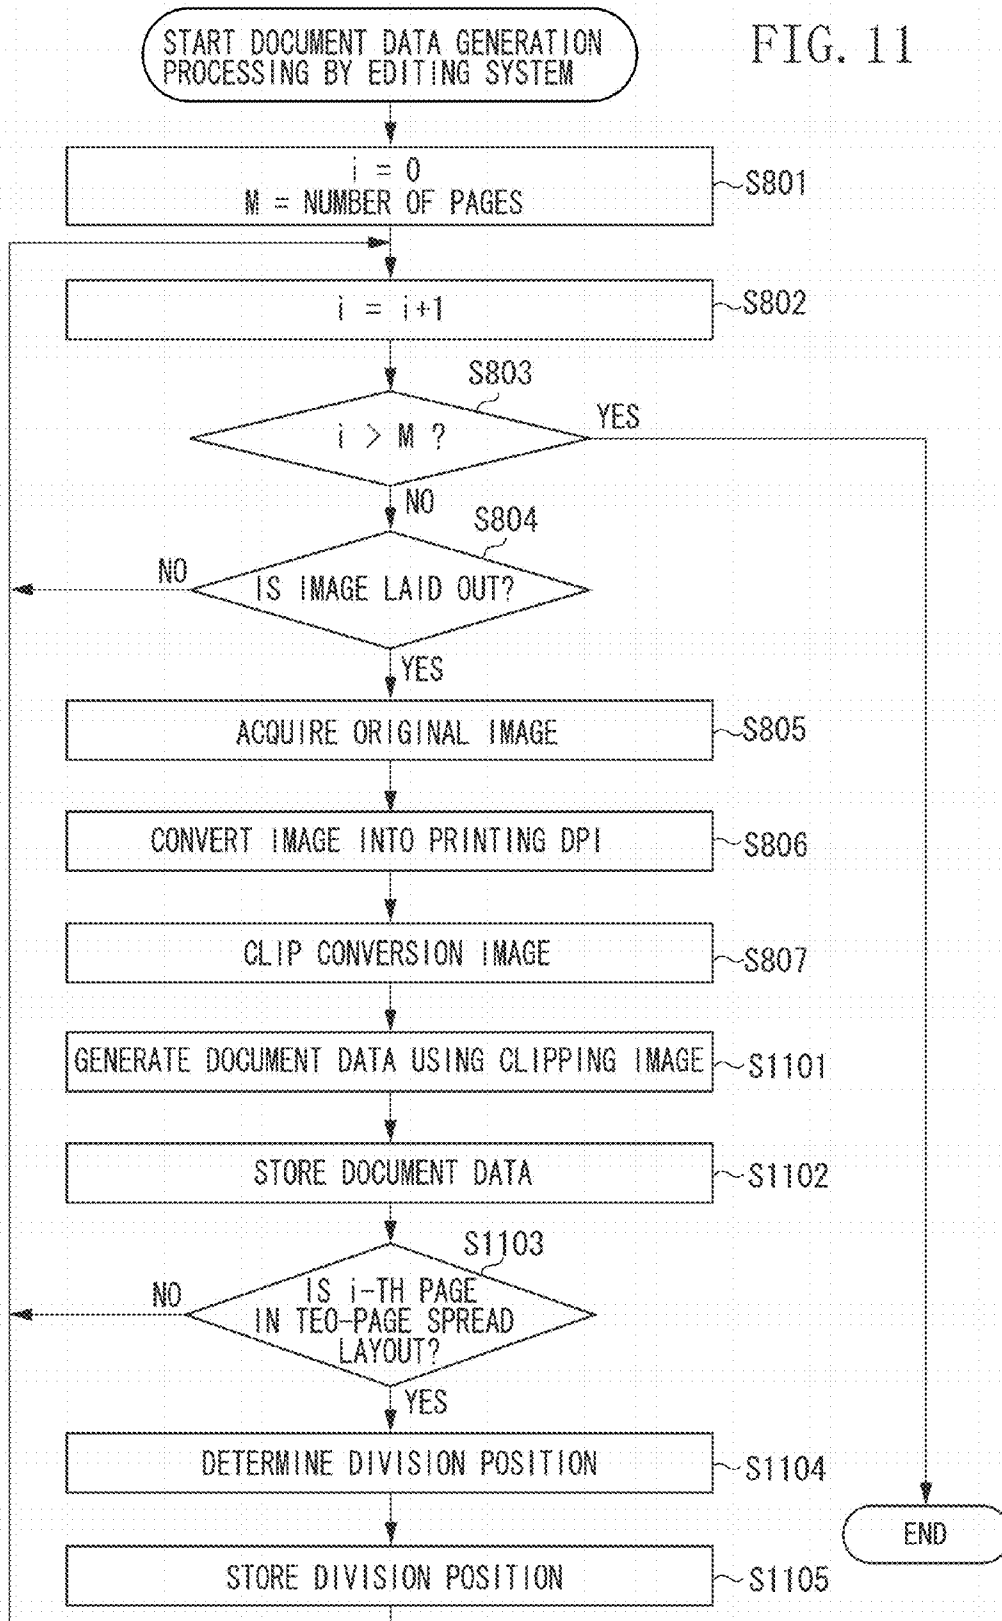 FIG. 11
START DOCUMENT DATA GENERATION
PROCESSING BY EDITING SYSTEM
i = 0
M = NUMBER OF PAGES
S801
i = i+1
S802
S803
i > M ?
YES
NO
S804
IS IMAGE LAID OUT?
NO
YES
ACQUIRE ORIGINAL IMAGE
S805
CONVERT IMAGE INTO PRINTING DPI
S806
CLIP CONVERSION IMAGE
S807
GENERATE DOCUMENT DATA USING CLIPPING IMAGE
S1101
STORE DOCUMENT DATA
S1102
S1103
IS i-TH PAGE
IN TEO-PAGE SPREAD
LAYOUT?
NO
YES
DETERMINE DIVISION POSITION
S1104
END
STORE DIVISION POSITION
S1105